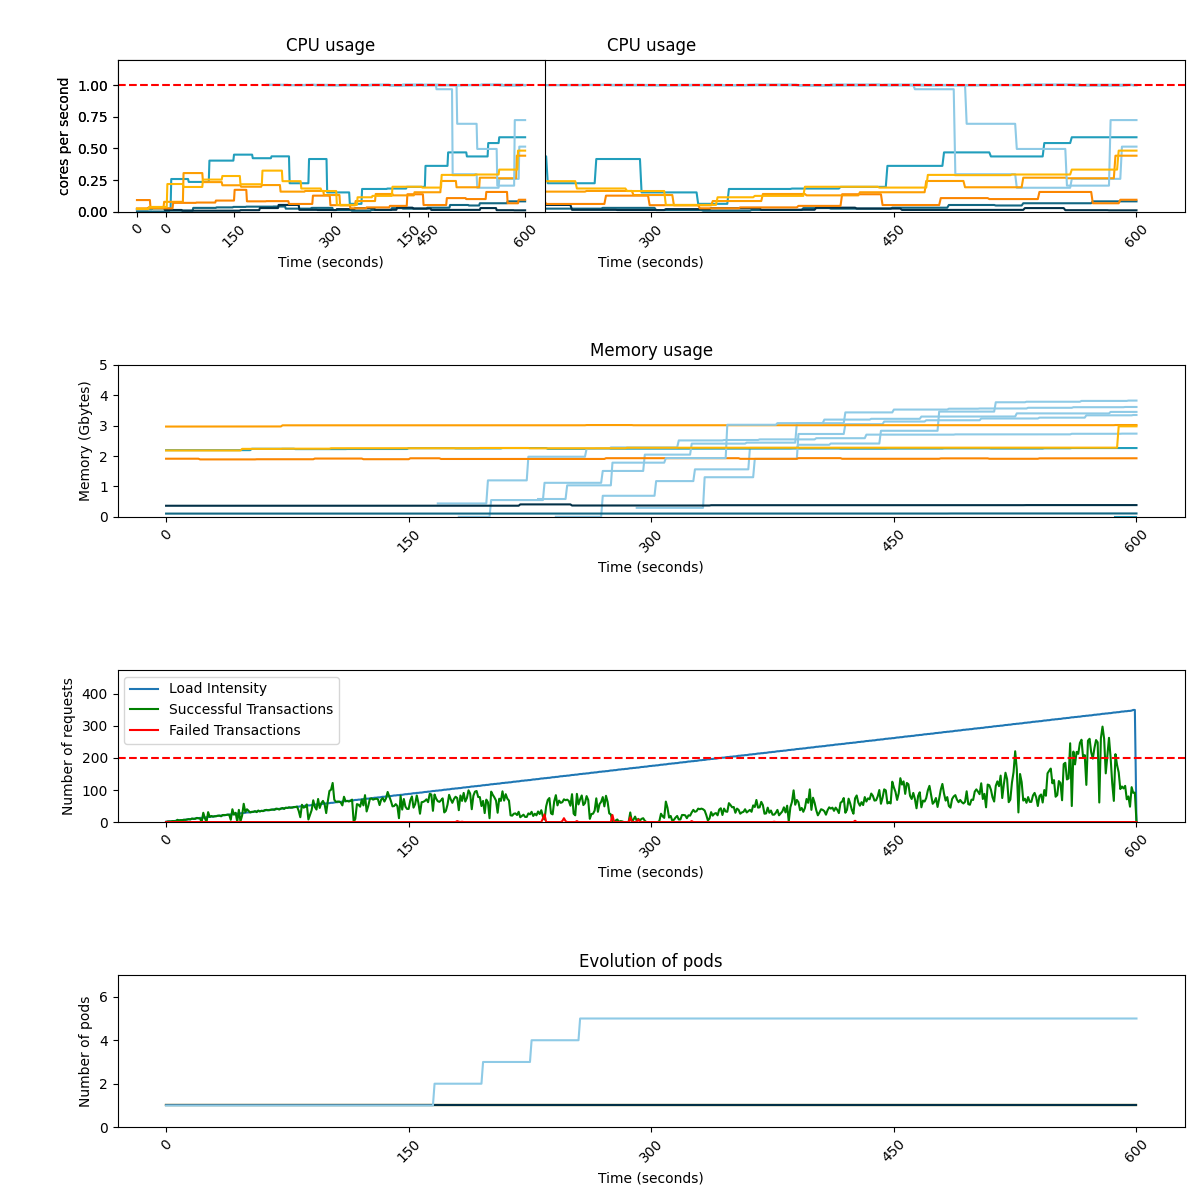 CPU usage
CPU usage
cores per second
1.00
0.75
0.50
0.25
0.00
0 0 150 300 150 450 600 300 450 600
Time (seconds)
Time (seconds)
Memory usage
Memory (Gbytes)
5
4
3
2
1
0
0 150 300 450 600
Time (seconds)
Number of requests
400
300
200
100
0
Load Intensity
Successful Transactions
Failed Transactions
0 150 300 450 600
Time (seconds)
Evolution of pods
Number of pods
6
4
2
0
0 150 300 450 600
Time (seconds)